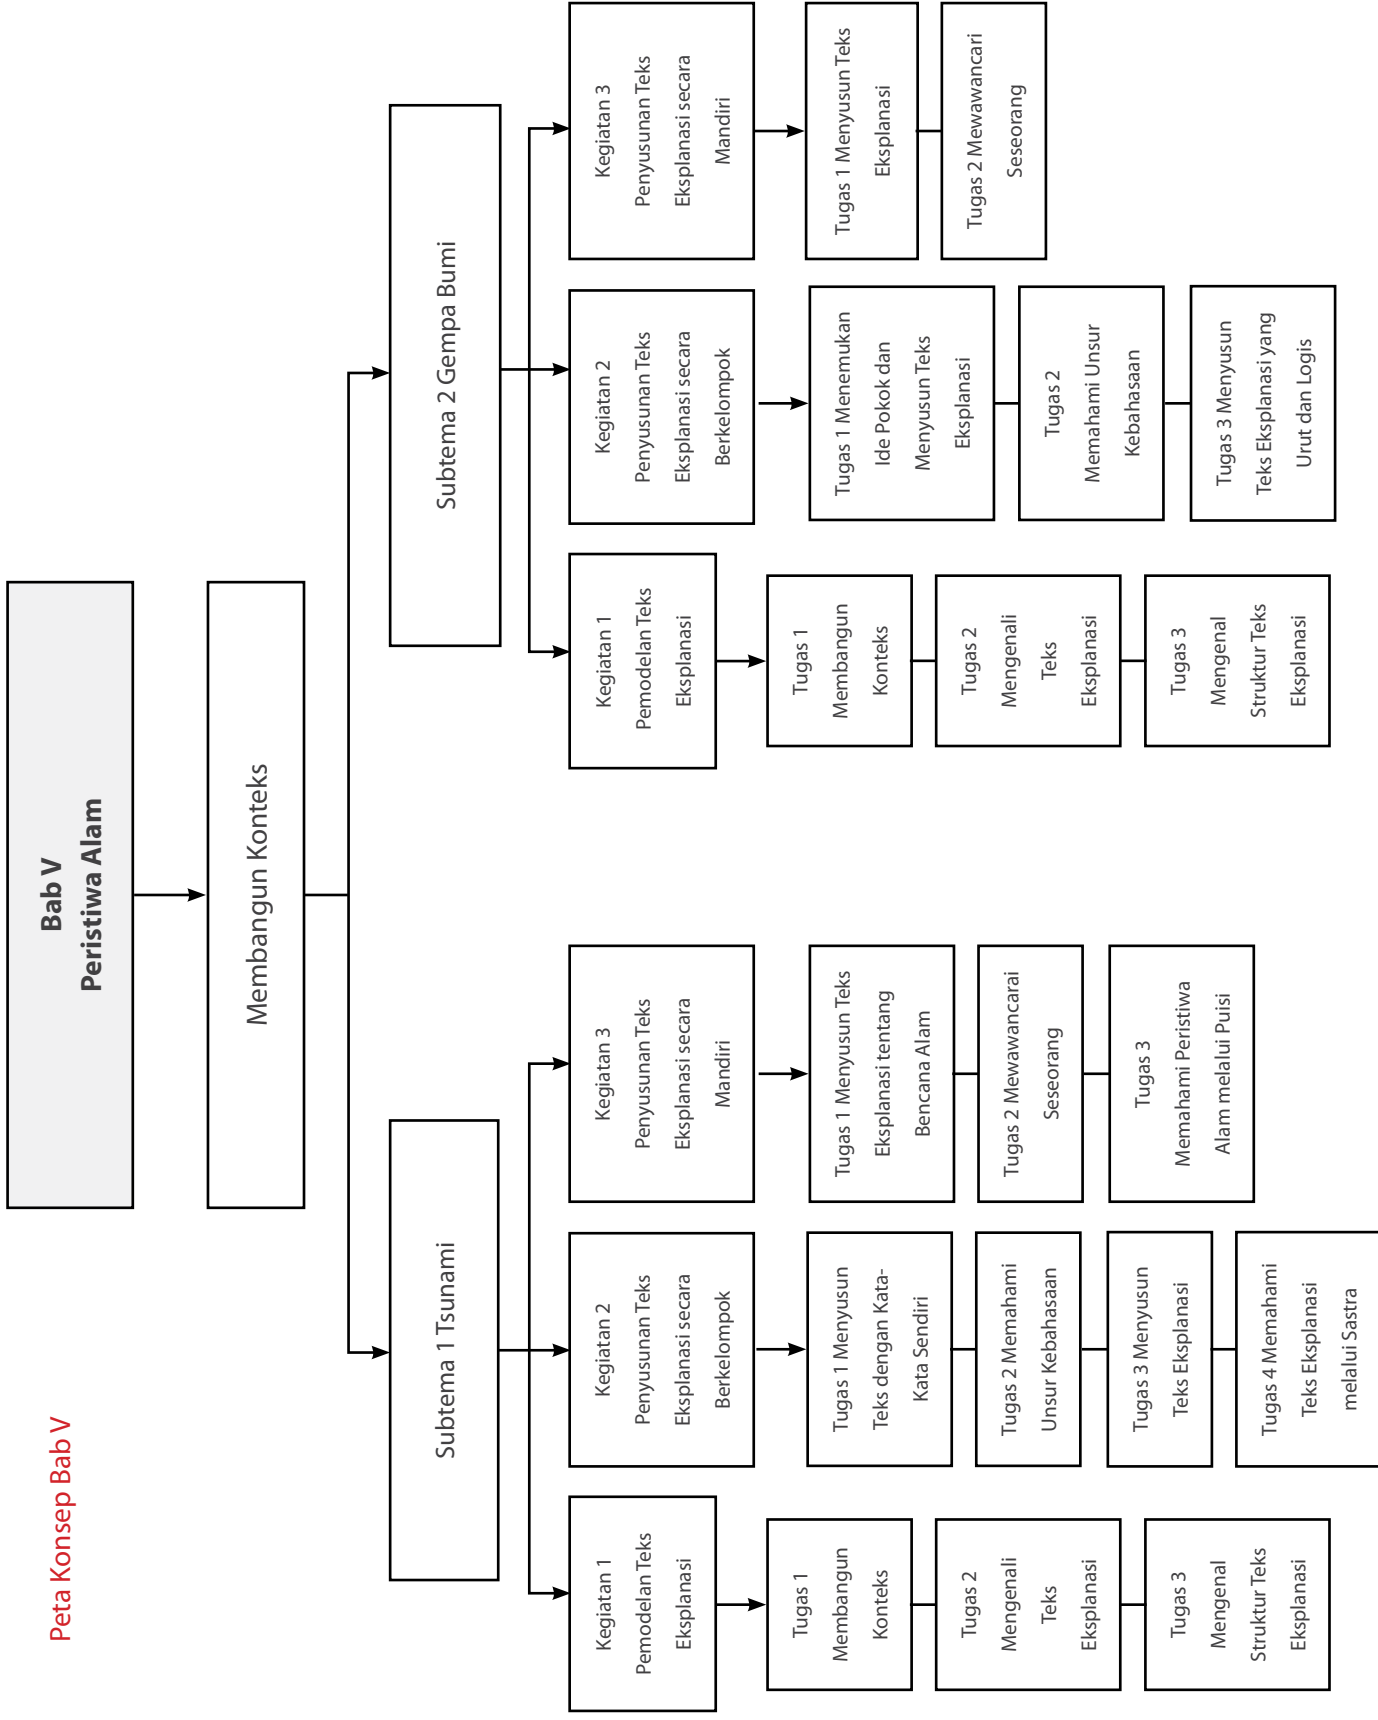 Peta Konsep Bab V
Bab V
Peristiwa Alam
Membangun Konteks
Subtema 1 Tsunami
Kegiatan 1
Pemodelan Teks
Eksplanasi
Tugas 1
Membangun
Konteks
Tugas 2
Mengenali
Teks
Eksplanasi
Tugas 3
Mengenal
Struktur Teks
Eksplanasi
Kegiatan 2
Penyusunan Teks
Eksplanasi secara
Berkelompok
Tugas 1 Menyusun
Teks dengan Kata-
Kata Sendiri
Tugas 2 Memahami
Unsur Kebahasaan
Tugas 3 Menyusun
Teks Eksplanasi
Tugas 4 Memahami
Teks Eksplanasi
melalui Sastra
Kegiatan 3
Penyusunan Teks
Eksplanasi secara
Mandiri
Tugas 1 Menyusun Teks
Eksplanasi tentang
Bencana Alam
Tugas 2 Mewawancarai
Seseorang
Tugas 3
Memahami Peristiwa
Alam melalui Puisi
Subtema 2 Gempa Bumi
Kegiatan 1
Pemodelan Teks
Eksplanasi
Tugas 1
Membangun
Konteks
Tugas 2
Mengenali
Teks
Eksplanasi
Tugas 3
Mengenal
Struktur Teks
Eksplanasi
Kegiatan 2
Penyusunan Teks
Eksplanasi secara
Berkelompok
Tugas 1 Menemukan
Ide Pokok dan
Menyusun Teks
Eksplanasi
Tugas 2
Memahami Unsur
Kebahasaan
Tugas 3 Menyusun
Teks Eksplanasi yang
Urut dan Logis
Kegiatan 3
Penyusunan Teks
Eksplanasi secara
Mandiri
Tugas 1 Menyusun Teks
Eksplanasi
Tugas 2 Mewawancari
Seseorang